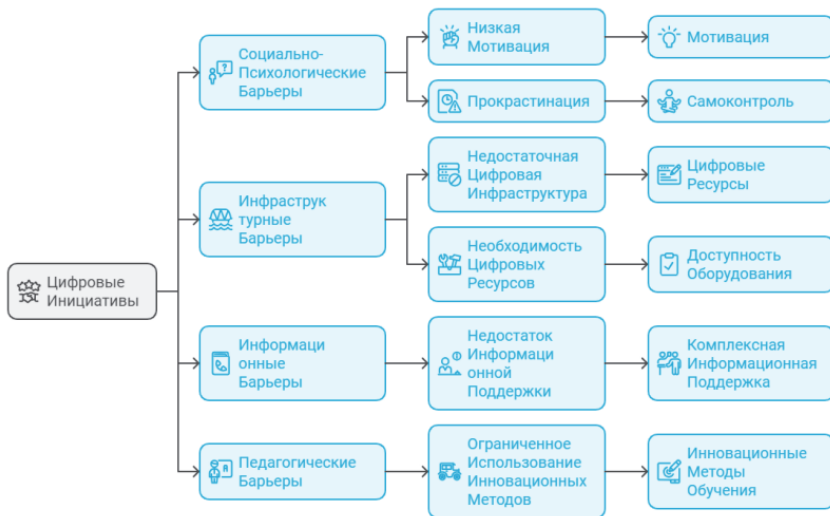 Цифровые
Инициативы
Социально-
Психологические
Барьеры
Низкая
Мотивация
Мотивация
Прокрастинация
Самоконтроль
Инфраструк
турные
Барьеры
Недостаточная
Цифровая
Инфраструктура
Цифровые
Ресурсы
Необходимость
Цифровых
Ресурсов
Доступность
Оборудования
Информаци
онные
Барьеры
Недостаток
Информаци
онной
Поддержки
Комплексная
Информационная
Поддержка
Педагогические
Барьеры
Ограниченное
Использование
Инновационных
Методов
Инновационные
Методы
Обучения